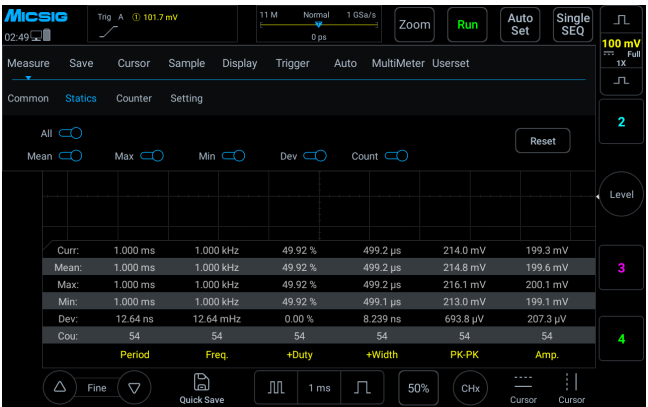 Micsig Trig A ① 101.7 mV 11 M Normal 1 GSa/s Zoom Run Auto Set Single SEQ
02:49 0 ps
100 mV
Full
1X
Measure Save Cursor Sample Display Trigger Auto MultiMeter Userset
Common Statics Counter Setting
2
All
Reset
Mean Max Min Dev Count
Level
Curr: 1.000 ms 1.000 kHz 49.92 % 499.2 µs 214.0 mV 199.3 mV
Mean: 1.000 ms 1.000 kHz 49.92 % 499.2 µs 214.8 mV 199.6 mV
3
Max: 1.000 ms 1.000 kHz 49.92 % 499.2 µs 216.1 mV 200.1 mV
Min: 1.000 ms 1.000 kHz 49.92 % 499.1 µs 213.0 mV 199.1 mV
Dev: 12.64 ns 12.64 mHz 0.00 % 8.239 ns 693.8 µV 207.3 µV
Cou: 54 54 54 54 54 54
4
Period Freq. +Duty +Width PK-PK Amp.
Fine Quick Save 1 ms 50% CHx Cursor Cursor